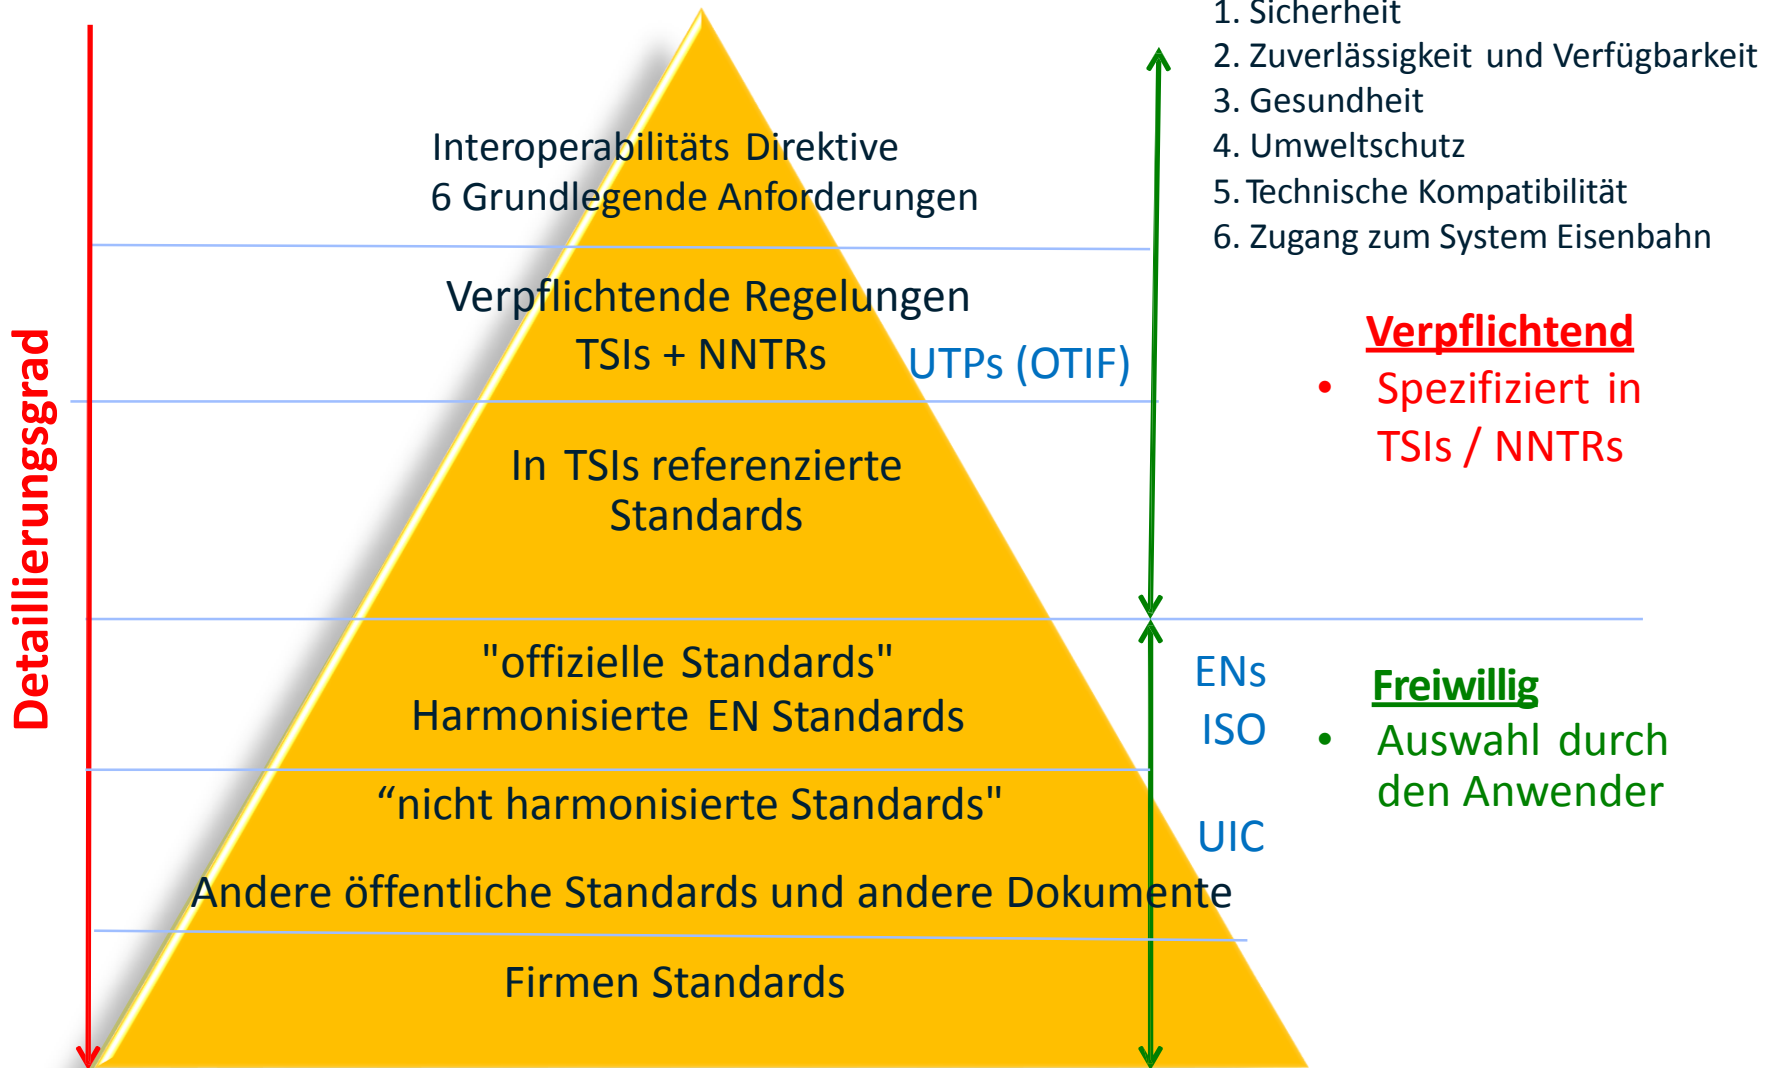 1. Sicherheit
2. Zuverlässigkeit und Verfügbarkeit
3. Gesundheit
4. Umweltschutz
5. Technische Kompatibilität
6. Zugang zum System Eisenbahn
Interoperabilitäts Direktive
6 Grundlegende Anforderungen
Verpflichtende Regelungen
TSIs + NNTRs
UTPs (OTIF)
Verpflichtend
• Spezifiziert in
TSIs / NNTRs
Detaillierungsgrad
In TSIs referenzierte
Standards
"offizielle Standards"
Harmonisierte EN Standards
ENs
ISO
Freiwillig
• Auswahl durch
den Anwender
“nicht harmonisierte Standards"
UIC
Andere öffentliche Standards und andere Dokumente
Firmen Standards